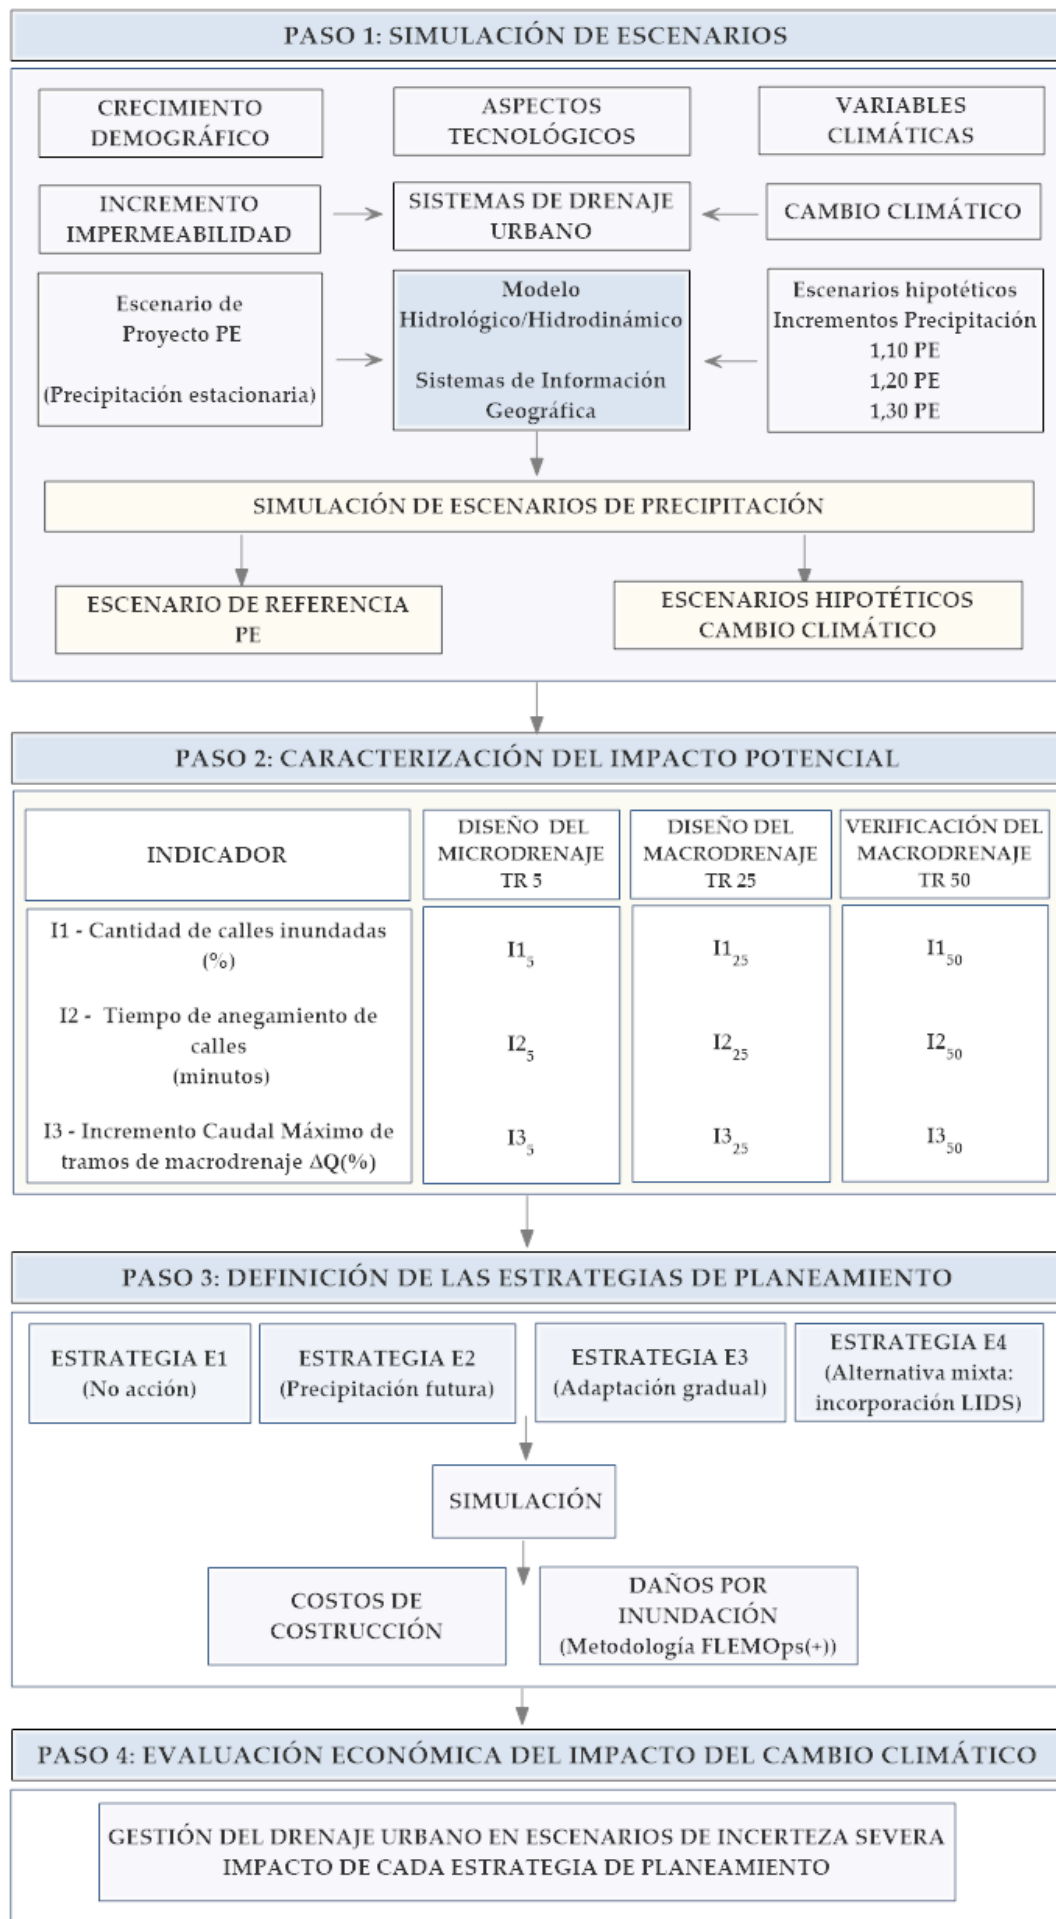 PASO 1: SIMULACIÓN DE ESCENARIOS
CRECIMIENTO
DEMOGRÁFICO
ASPECTOS
TECNOLÓGICOS
VARIABLES
CLIMÁTICAS
INCREMENTO
IMPERMEABILIDAD
SISTEMAS DE DRENAJE
URBANO
CAMBIO CLIMÁTICO
Escenario de
Proyecto PE
(Precipitación estacionaria)
Modelo
Hidrológico/Hidrodinámico
Sistemas de Información
Geográfica
Escenarios hipotéticos
Incrementos Precipitación
1,10 PE
1,20 PE
1,30 PE
SIMULACIÓN DE ESCENARIOS DE PRECIPITACIÓN
ESCENARIO DE REFERENCIA
PE
ESCENARIOS HIPOTÉTICOS
CAMBIO CLIMÁTICO
PASO 2: CARACTERIZACIÓN DEL IMPACTO POTENCIAL
INDICADOR
DISEÑO DEL
MICRODRENAJE
TR 5
DISEÑO DEL
MACRODRENAJE
TR 25
VERIFICACIÓN DEL
MACRODRENAJE
TR 50
I1 - Cantidad de calles inundadas
(%)
I1₅
I1₂₅
I1₅₀
I2 - Tiempo de anegamiento de
calles
(minutos)
I2₅
I2₂₅
I2₅₀
I3 - Incremento Caudal Máximo de
tramos de macrodrenaje ΔQ(%)
I3₅
I3₂₅
I3₅₀
PASO 3: DEFINICIÓN DE LAS ESTRATEGIAS DE PLANEAMIENTO
ESTRATEGIA E1
(No acción)
ESTRATEGIA E2
(Precipitación futura)
ESTRATEGIA E3
(Adaptación gradual)
ESTRATEGIA E4
(Alternativa mixta:
incorporación LIDS)
SIMULACIÓN
COSTOS DE
COSTRUCCIÓN
DAÑOS POR
INUNDACIÓN
(Metodología FLEMOps(+))
PASO 4: EVALUACIÓN ECONÓMICA DEL IMPACTO DEL CAMBIO CLIMÁTICO
GESTIÓN DEL DRENAJE URBANO EN ESCENARIOS DE INCERTEZA SEVERA
IMPACTO DE CADA ESTRATEGIA DE PLANEAMIENTO